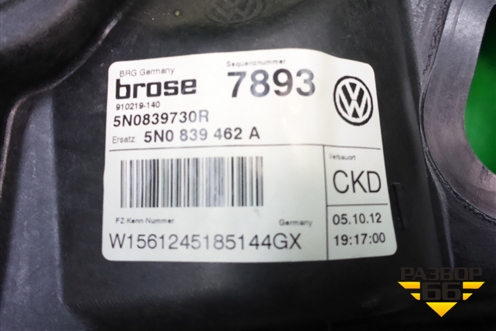 BRG Germany
brose
910219-140
Sequenznummer
7893
5N0839730R
Ersatz: 5N0 839 462 A
Verbauort
CKD
FZ Kenn Nummer
Germany
05.10.12
W1561245185144GX
19:17:00
РАЗБОР
66